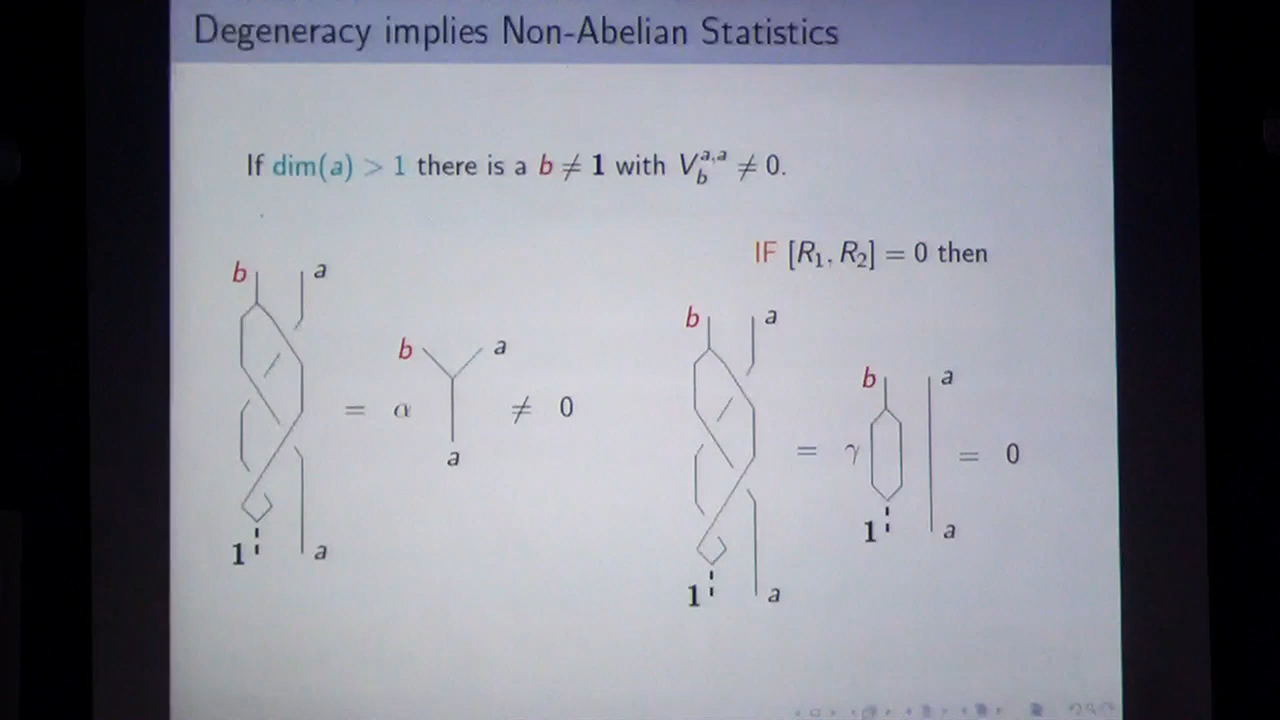 Degeneracy implies Non-Abelian Statistics
If dim(a) > 1 there is a b ≠ 1 with V_b^{a,a} ≠ 0.
IF [R₁, R₂] = 0 then
b a
b a
= α ≠ 0
a
1 a
b a
b a
= γ = 0
1 a
1 a